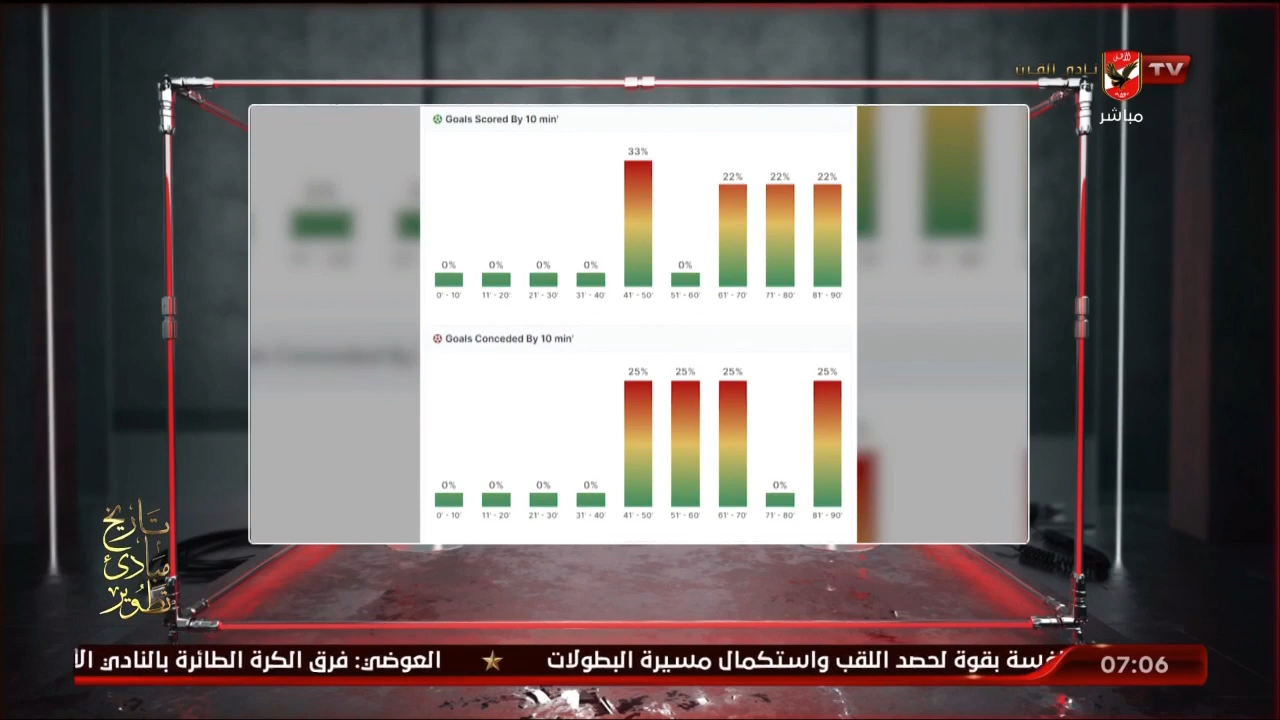 نادي القرن
TV
مباشر
Goals Scored By 10 min'
33%
22% 22% 22%
0% 0% 0% 0% 0%
0' - 10' 11' - 20' 21' - 30' 31' - 40' 41' - 50' 51' - 60' 61' - 70' 71' - 80' 81' - 90'
Goals Conceded By 10 min'
25% 25% 25% 25%
0% 0% 0% 0% 0%
0' - 10' 11' - 20' 21' - 30' 31' - 40' 41' - 50' 51' - 60' 61' - 70' 71' - 80' 81' - 90'
تاريخ
مبادئ
تطوير
بقوة لحصد اللقب واستكمال مسيرة البطولات ★ العوضي: فرق الكرة الطائرة بالنادي
07:06